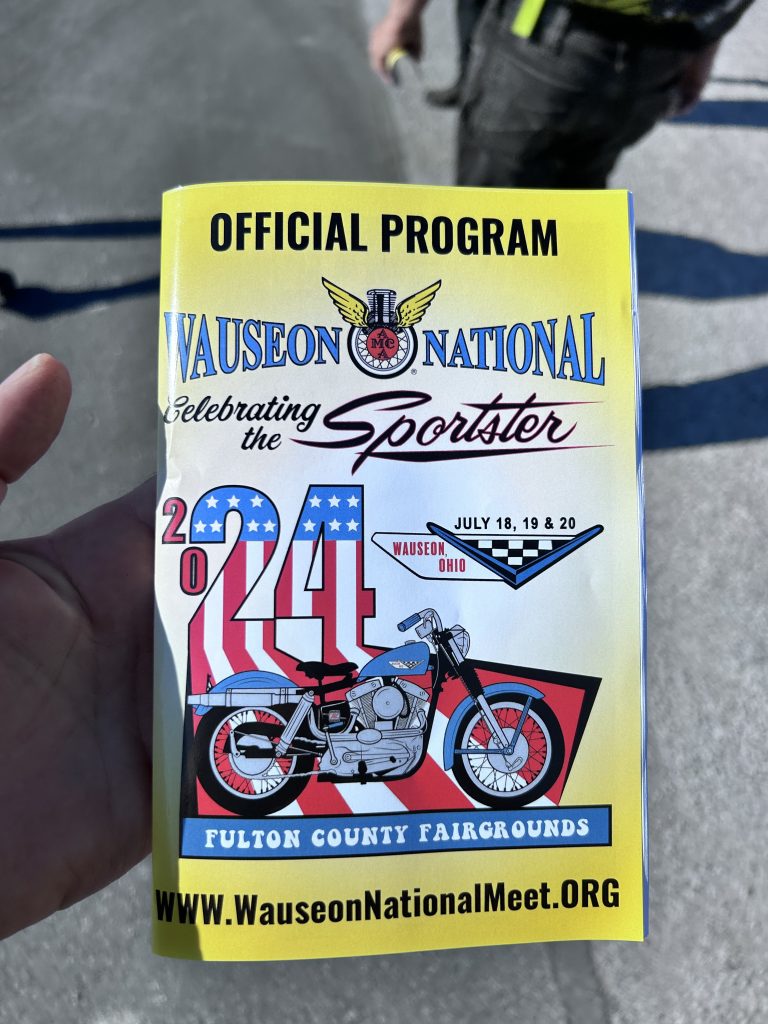 OFFICIAL PROGRAM
WAUSEON NATIONAL
AMCA
®
Celebrating
the Sportster
2024
JULY 18, 19 & 20
WAUSEON,
OHIO
FULTON COUNTY FAIRGROUNDS
WWW.WauseonNationalMeet.ORG